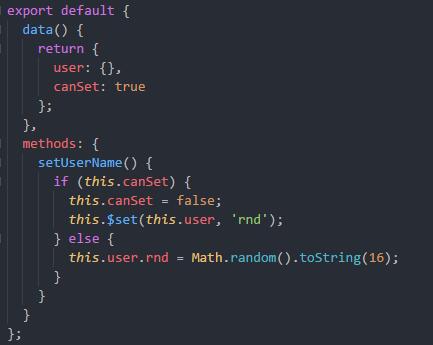 export default {
  data() {
    return {
      user: {},
      canSet: true
    };
  },
  methods: {
    setUserName() {
      if (this.canSet) {
        this.canSet = false;
        this.$set(this.user, 'rnd');
      } else {
        this.user.rnd = Math.random().toString(16);
      }
    }
  }
};